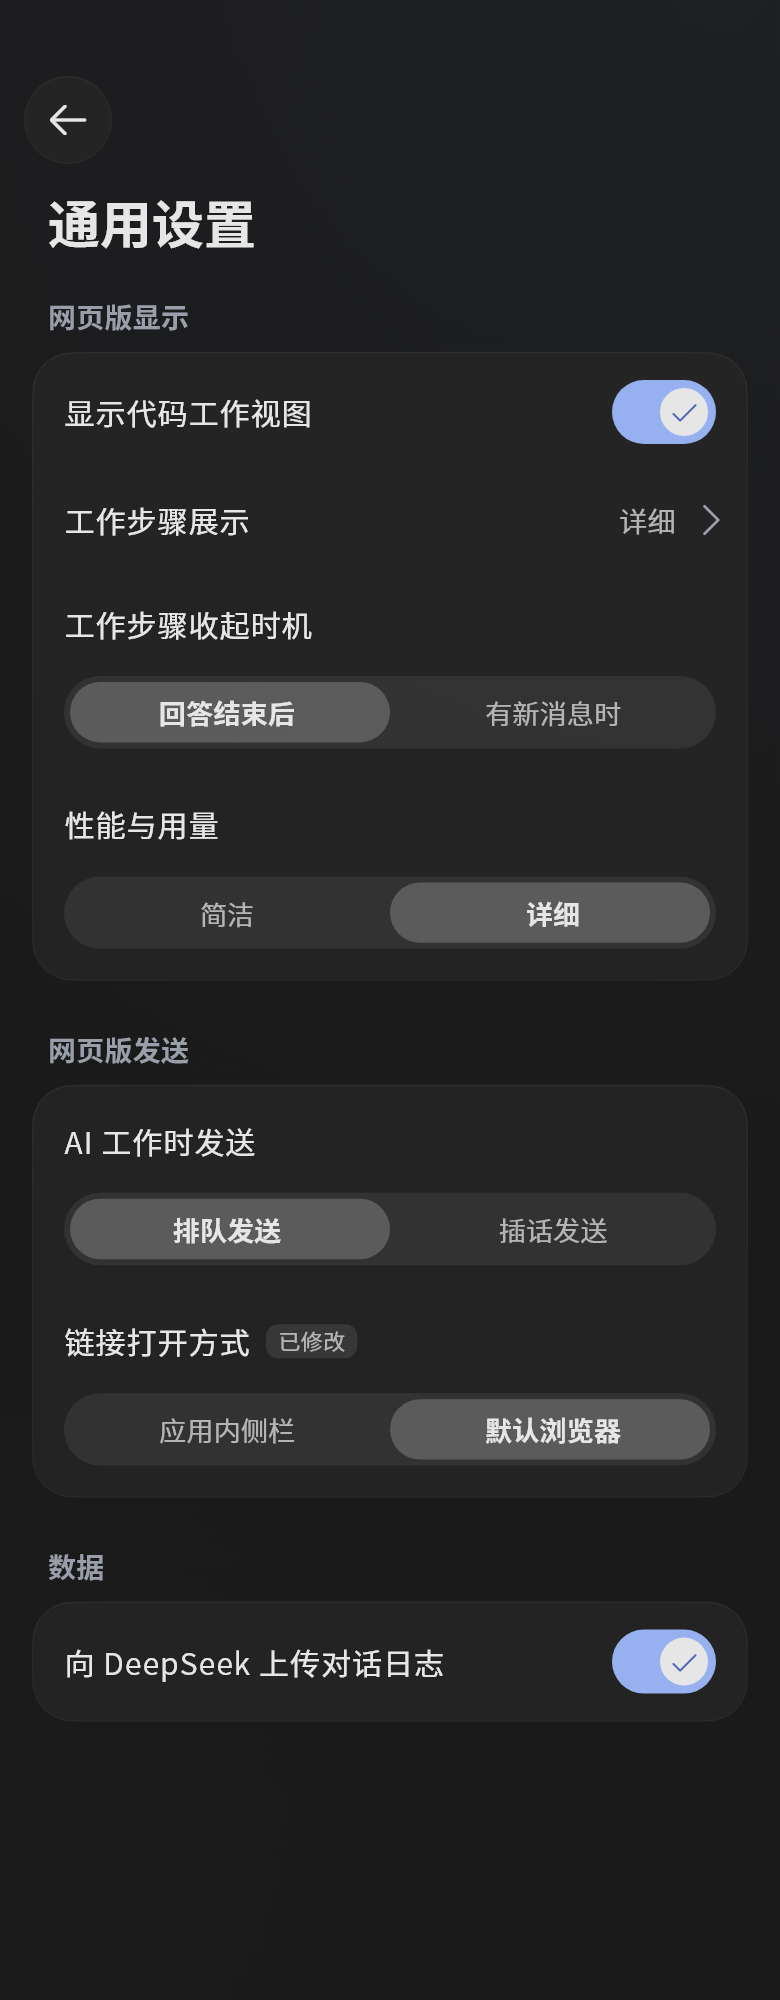 通用设置
网页版显示
显示代码工作视图
工作步骤展示 详细
工作步骤收起时机
回答结束后 有新消息时
性能与用量
简洁 详细
网页版发送
AI 工作时发送
排队发送 插话发送
链接打开方式 已修改
应用内侧栏 默认浏览器
数据
向 DeepSeek 上传对话日志